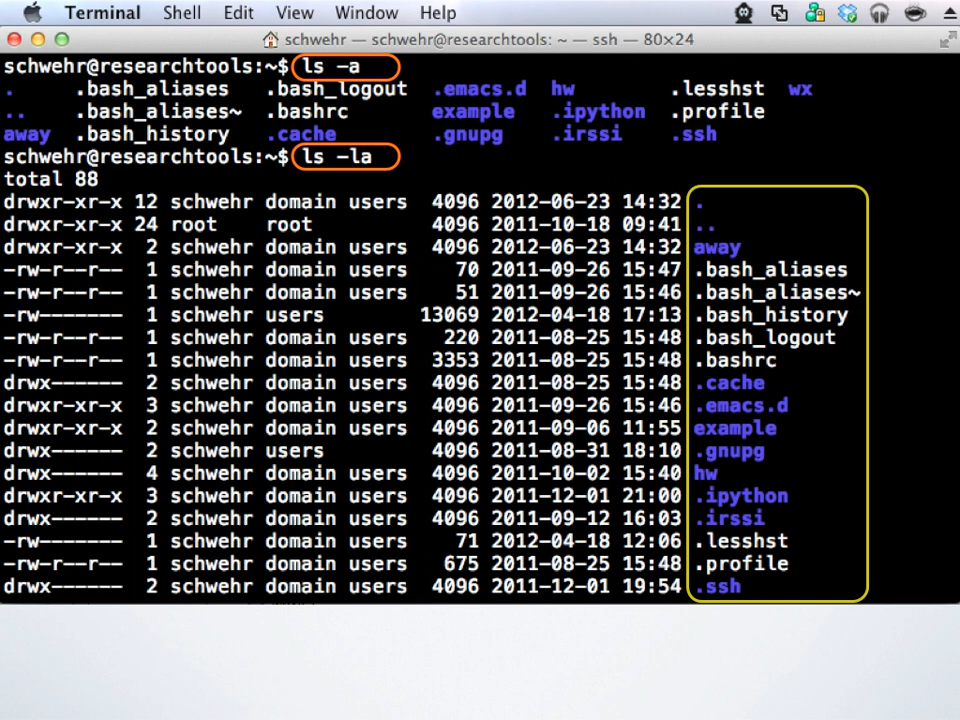 Terminal Shell Edit View Window Help
schwehr — schwehr@researchtools: ~ — ssh — 80×24
schwehr@researchtools:~$ ls -a
. .bash_aliases .bash_logout .emacs.d hw .lesshst wx
.. .bash_aliases~ .bashrc example .ipython .profile
away .bash_history .cache .gnupg .irssi .ssh
schwehr@researchtools:~$ ls -la
total 88
drwxr-xr-x 12 schwehr domain users 4096 2012-06-23 14:32 .
drwxr-xr-x 24 root root 4096 2011-10-18 09:41 ..
drwxr-xr-x 2 schwehr domain users 4096 2012-06-23 14:32 away
-rw-r--r-- 1 schwehr domain users 70 2011-09-26 15:47 .bash_aliases
-rw-r--r-- 1 schwehr domain users 51 2011-09-26 15:46 .bash_aliases~
-rw------- 1 schwehr users 13069 2012-04-18 17:13 .bash_history
-rw-r--r-- 1 schwehr domain users 220 2011-08-25 15:48 .bash_logout
-rw-r--r-- 1 schwehr domain users 3353 2011-08-25 15:48 .bashrc
drwx------ 2 schwehr domain users 4096 2011-08-25 15:48 .cache
drwxr-xr-x 3 schwehr domain users 4096 2011-09-26 15:46 .emacs.d
drwxr-xr-x 2 schwehr domain users 4096 2011-09-06 11:55 example
drwx------ 2 schwehr users 4096 2011-08-31 18:10 .gnupg
drwx------ 4 schwehr domain users 4096 2011-10-02 15:40 hw
drwxr-xr-x 3 schwehr domain users 4096 2011-12-01 21:00 .ipython
drwx------ 2 schwehr domain users 4096 2011-09-12 16:03 .irssi
-rw------- 1 schwehr domain users 71 2012-04-18 12:06 .lesshst
-rw-r--r-- 1 schwehr domain users 675 2011-08-25 15:48 .profile
drwx------ 2 schwehr domain users 4096 2011-12-01 19:54 .ssh